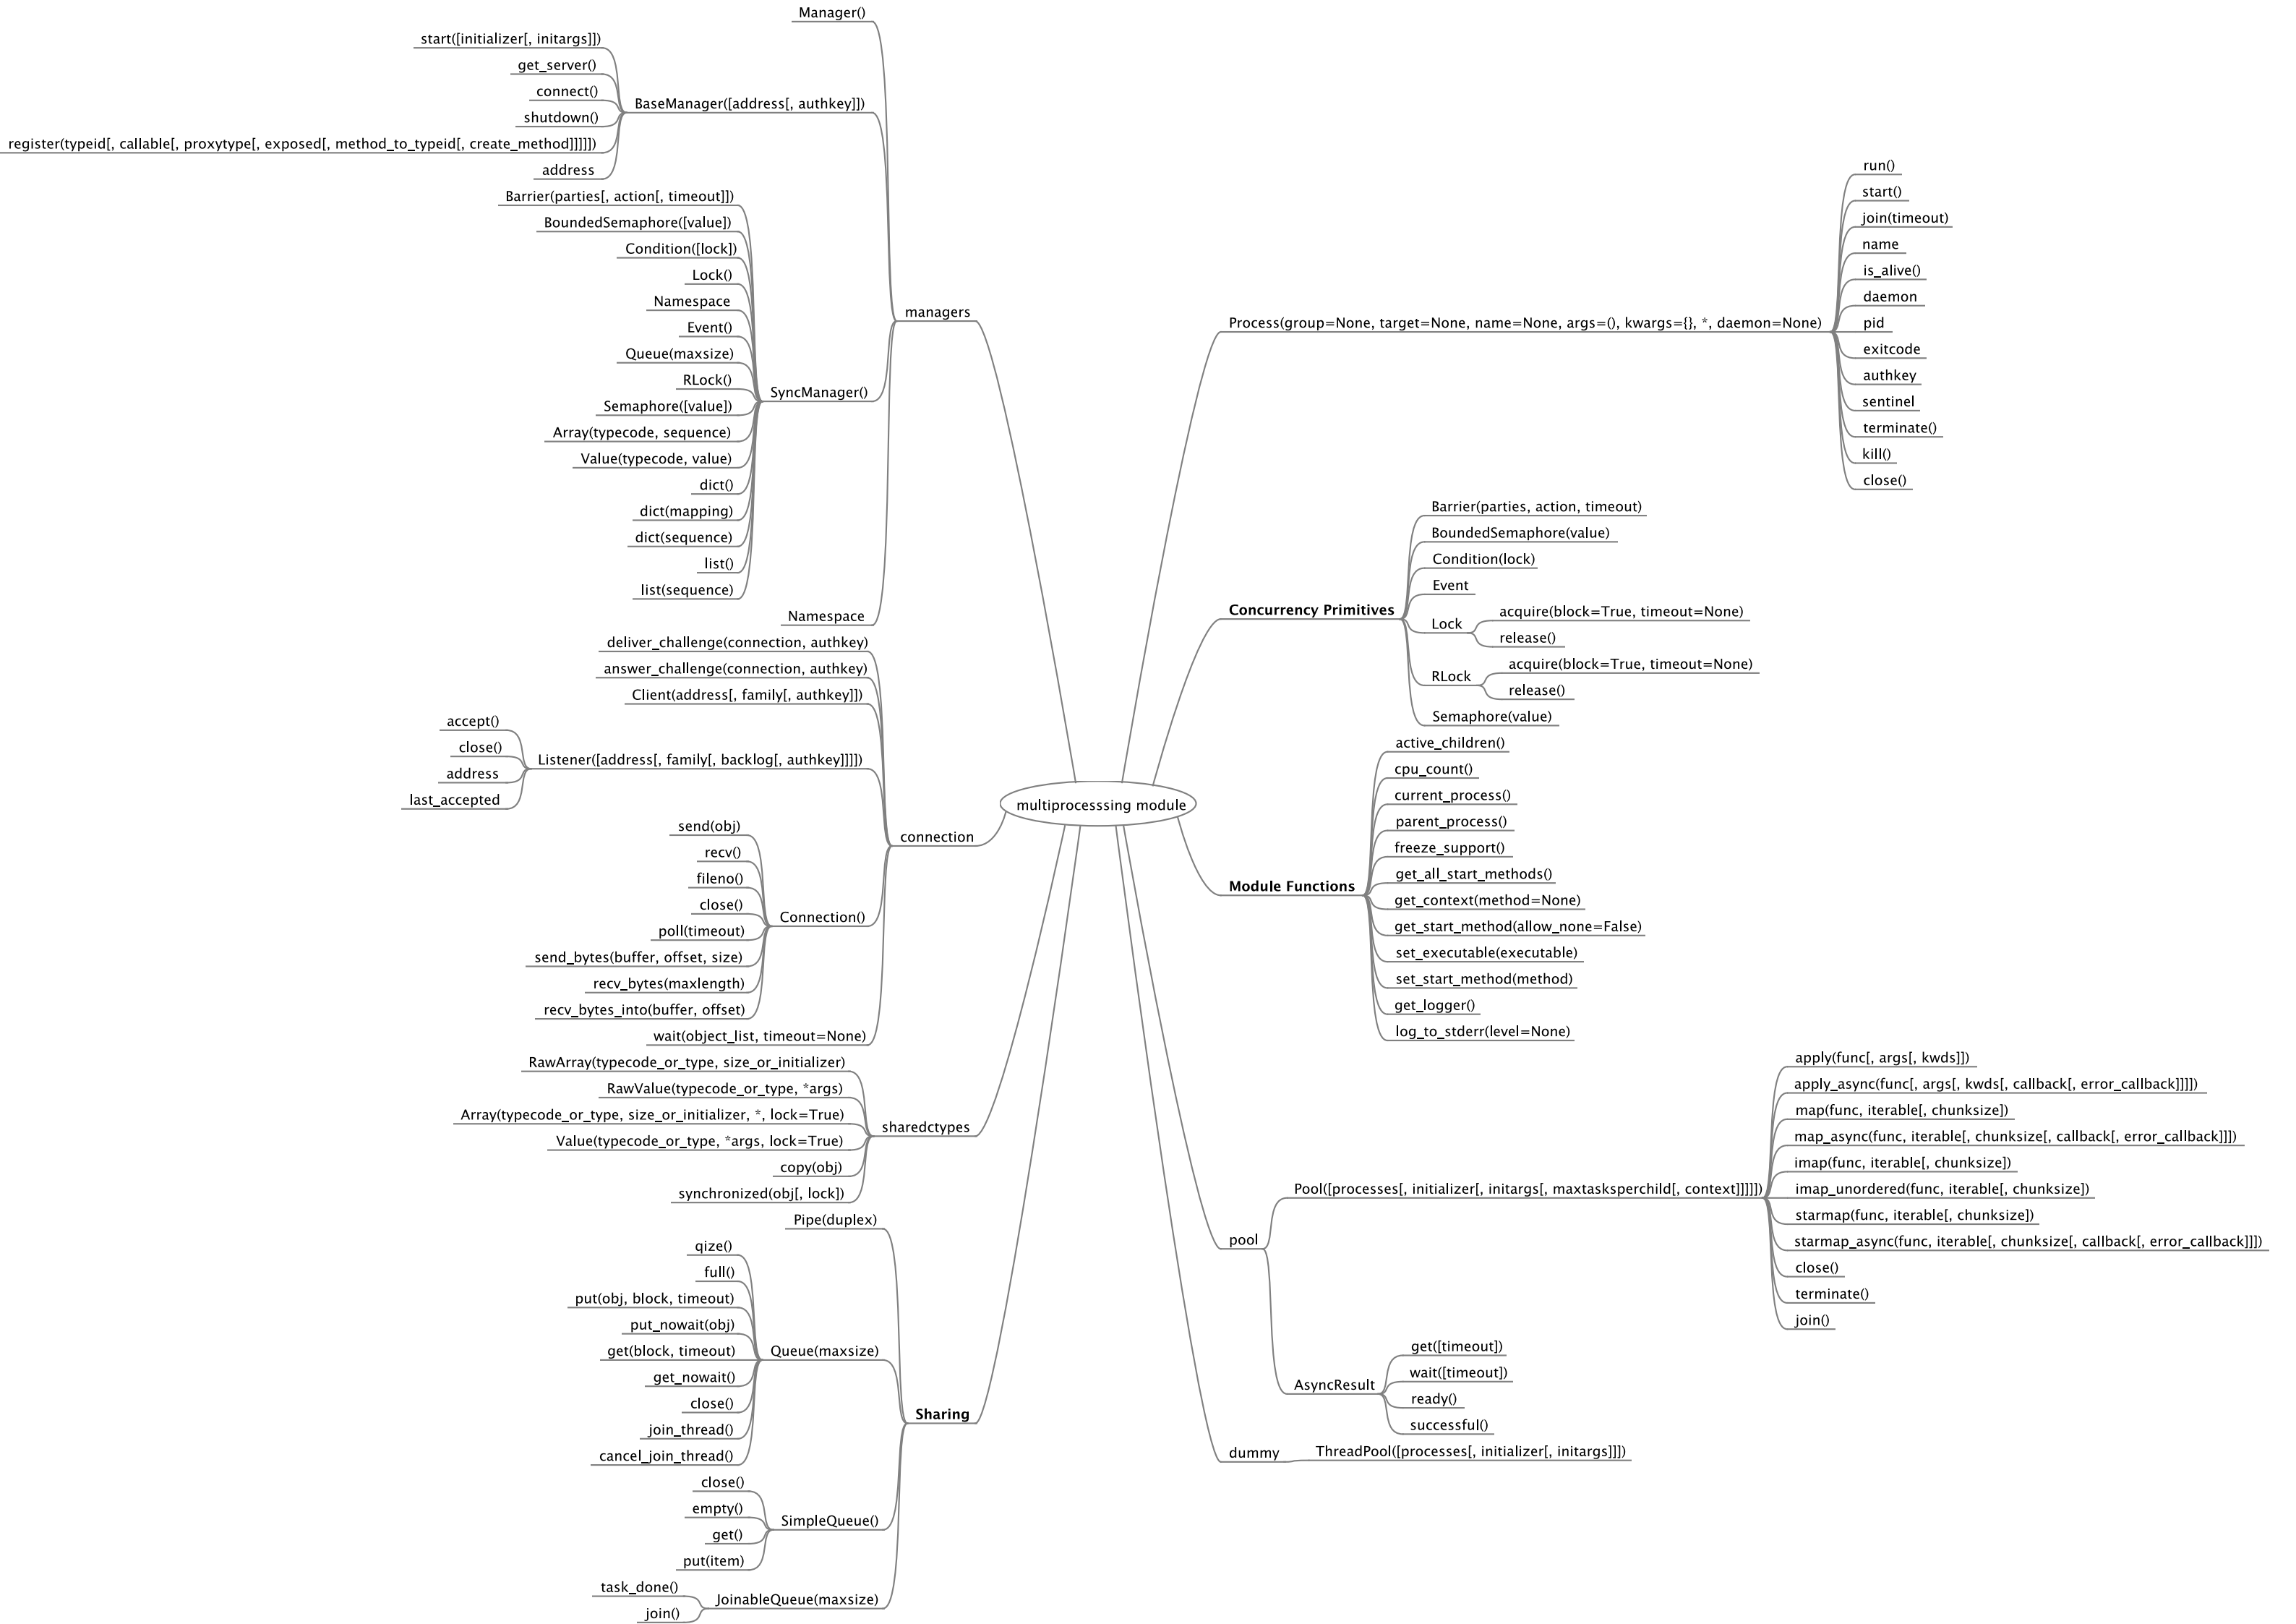 multiprocesssing module
Process(group=None, target=None, name=None, args=(), kwargs={}, *, daemon=None)
run()
start()
join(timeout)
name
is_alive()
daemon
pid
exitcode
authkey
sentinel
terminate()
kill()
close()
Concurrency Primitives
Barrier(parties, action, timeout)
BoundedSemaphore(value)
Condition(lock)
Event
Lock
acquire(block=True, timeout=None)
release()
RLock
acquire(block=True, timeout=None)
release()
Semaphore(value)
Module Functions
active_children()
cpu_count()
current_process()
parent_process()
freeze_support()
get_all_start_methods()
get_context(method=None)
get_start_method(allow_none=False)
set_executable(executable)
set_start_method(method)
get_logger()
log_to_stderr(level=None)
pool
Pool([processes[, initializer[, initargs[, maxtasksperchild[, context]]]]])
apply(func[, args[, kwds]])
apply_async(func[, args[, kwds[, callback[, error_callback]]]])
map(func, iterable[, chunksize])
map_async(func, iterable[, chunksize[, callback[, error_callback]]])
imap(func, iterable[, chunksize])
imap_unordered(func, iterable[, chunksize])
starmap(func, iterable[, chunksize])
starmap_async(func, iterable[, chunksize[, callback[, error_callback]]])
close()
terminate()
join()
AsyncResult
get([timeout])
wait([timeout])
ready()
successful()
dummy
ThreadPool([processes[, initializer[, initargs]]])
managers
Manager()
BaseManager([address[, authkey]])
start([initializer[, initargs]])
get_server()
connect()
shutdown()
register(typeid[, callable[, proxytype[, exposed[, method_to_typeid[, create_method]]]]])
address
SyncManager()
Barrier(parties[, action[, timeout]])
BoundedSemaphore([value])
Condition([lock])
Lock()
Namespace
Event()
Queue(maxsize)
RLock()
Semaphore([value])
Array(typecode, sequence)
Value(typecode, value)
dict()
dict(mapping)
dict(sequence)
list()
list(sequence)
Namespace
connection
deliver_challenge(connection, authkey)
answer_challenge(connection, authkey)
Client(address[, family[, authkey]])
Listener([address[, family[, backlog[, authkey]]]])
accept()
close()
address
last_accepted
Connection()
send(obj)
recv()
fileno()
close()
poll(timeout)
send_bytes(buffer, offset, size)
recv_bytes(maxlength)
recv_bytes_into(buffer, offset)
wait(object_list, timeout=None)
sharedctypes
RawArray(typecode_or_type, size_or_initializer)
RawValue(typecode_or_type, *args)
Array(typecode_or_type, size_or_initializer, *, lock=True)
Value(typecode_or_type, *args, lock=True)
copy(obj)
synchronized(obj[, lock])
Sharing
Pipe(duplex)
Queue(maxsize)
qize()
full()
put(obj, block, timeout)
put_nowait(obj)
get(block, timeout)
get_nowait()
close()
join_thread()
cancel_join_thread()
SimpleQueue()
close()
empty()
get()
put(item)
JoinableQueue(maxsize)
task_done()
join()